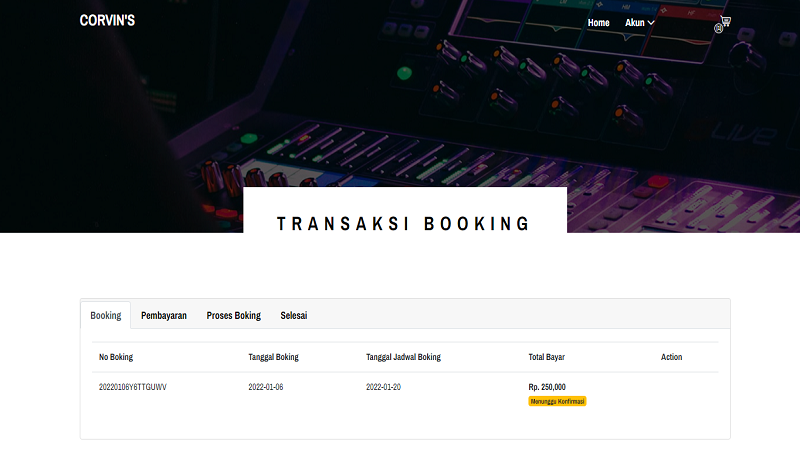 CORVIN'S
Home Akun
LIVE
TRANSAKSI BOOKING
Booking Pembayaran Proses Boking Selesai
No Boking Tanggal Boking Tanggal Jadwal Boking Total Bayar Action
20220106Y6TTGUWV 2022-01-06 2022-01-20 Rp. 250,000
Menunggu Konfirmasi